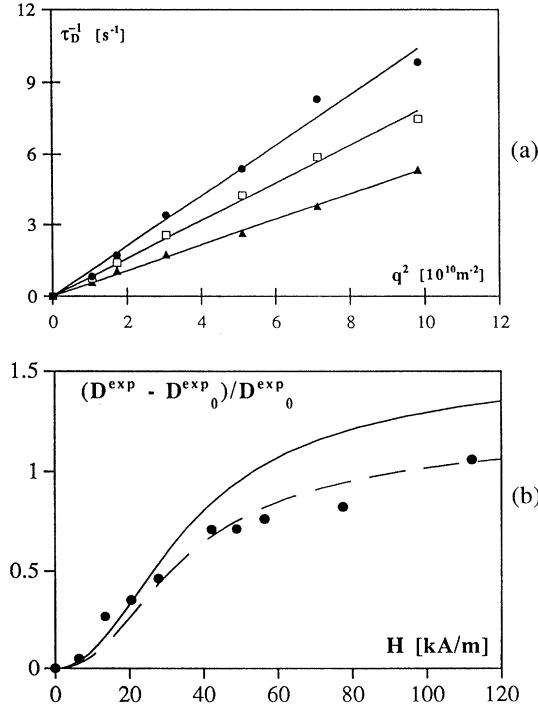 12
τ_D^-1 [s^-1]
9
6
(a)
3
q^2 [10^10 m^-2]
0
0 2 4 6 8 10 12
1.5
(D^exp - D^exp_0)/D^exp_0
1
(b)
0.5
H [kA/m]
0
0 20 40 60 80 100 120